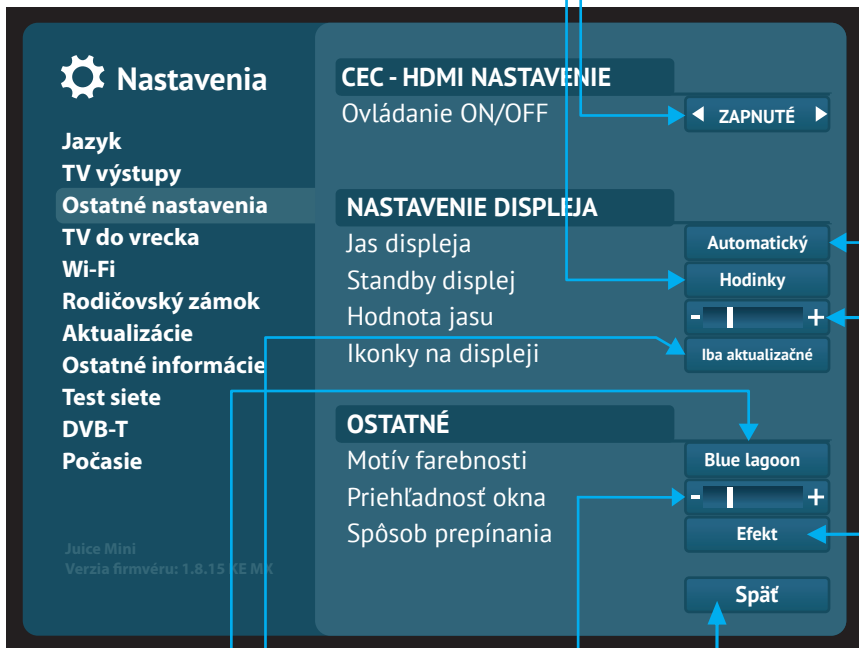 Nastavenia
Jazyk
TV výstupy
Ostatné nastavenia
TV do vrecka
Wi-Fi
Rodičovský zámok
Aktualizácie
Ostatné informácie
Test siete
DVB-T
Počasie
Juice Mini
Verzia firmvéru: 1.8.15 KE MX
CEC - HDMI NASTAVENIE
Ovládanie ON/OFF ZAPNUTÉ
NASTAVENIE DISPLEJA
Jas displeja Automatický
Standby displej Hodinky
Hodnota jasu - +
Ikonky na displeji Iba aktualizačné
OSTATNÉ
Motív farebnosti Blue lagoon
Priehľadnosť okna - +
Spôsob prepínania Efekt
Späť